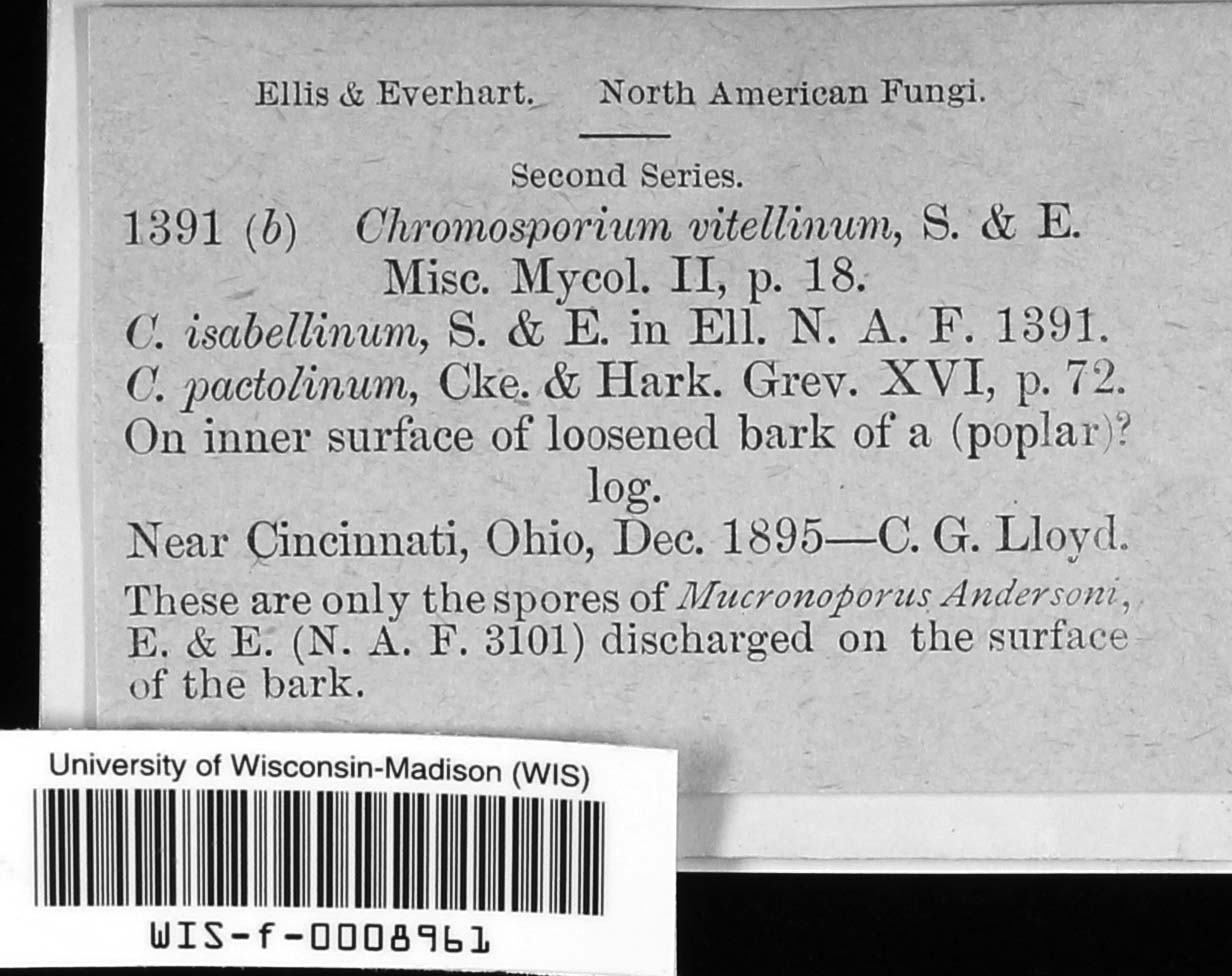 Ellis & Everhart. North American Fungi.
Second Series.
1391 (b) Chromosporium vitellinum, S. & E.
Misc. Mycol. II, p. 18.
C. isabellinum, S. & E. in Ell. N. A. F. 1391.
C. pactolinum, Cke. & Hark. Grev. XVI, p. 72.
On inner surface of loosened bark of a (poplar)?
log.
Near Cincinnati, Ohio, Dec. 1895—C. G. Lloyd.
These are only the spores of Mucronoporus Andersoni,
E. & E. (N. A. F. 3101) discharged on the surface
of the bark.
University of Wisconsin-Madison (WIS)
WIS-f-0008961